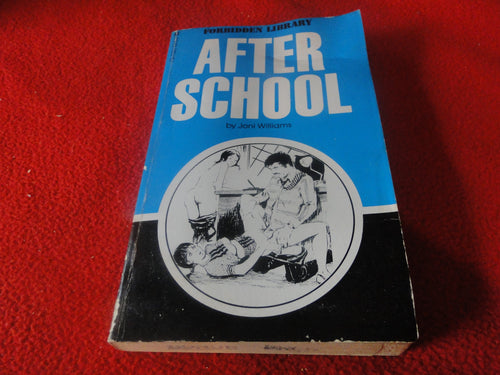 FORBIDDEN LIBRARY
AFTER
SCHOOL
by Joni Williams